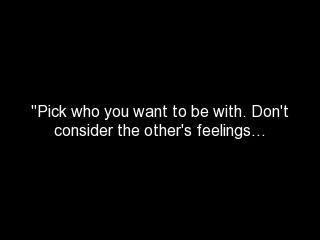 "Pick who you want to be with. Don't
consider the other's feelings…